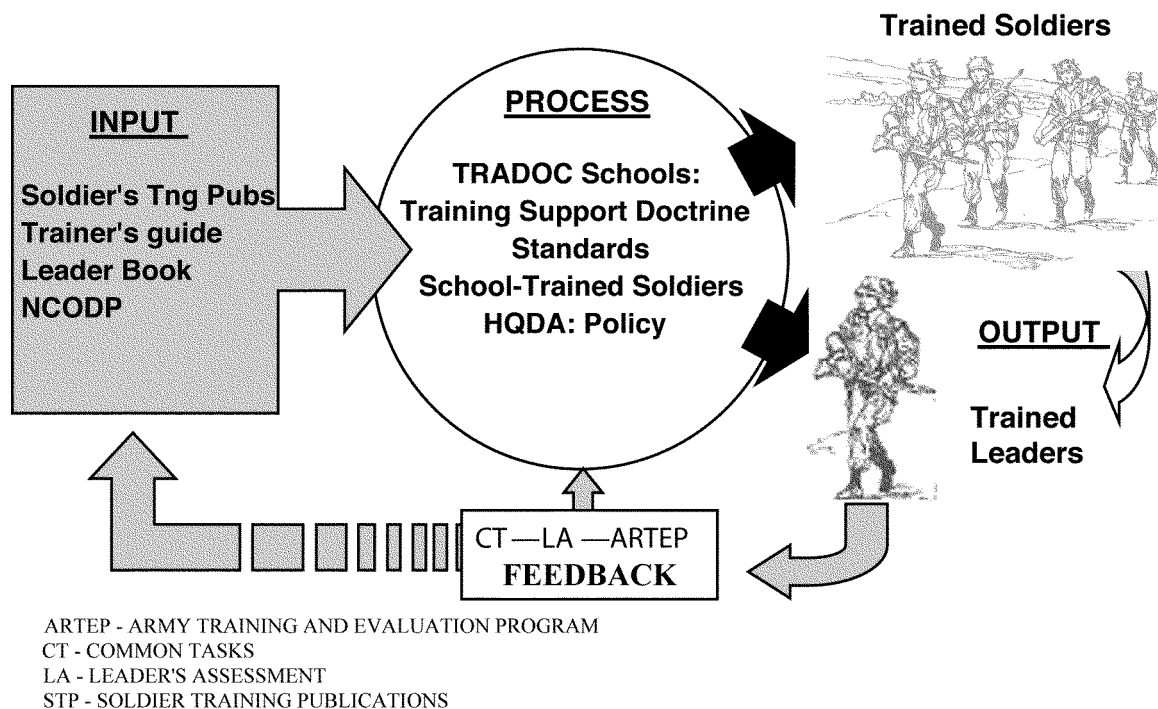 Trained Soldiers
INPUT
Soldier's Tng Pubs
Trainer's guide
Leader Book
NCODP
PROCESS
TRADOC Schools:
Training Support Doctrine
Standards
School-Trained Soldiers
HQDA: Policy
OUTPUT
Trained
Leaders
CT —LA —ARTEP
FEEDBACK
ARTEP - ARMY TRAINING AND EVALUATION PROGRAM
CT - COMMON TASKS
LA - LEADER'S ASSESSMENT
STP - SOLDIER TRAINING PUBLICATIONS